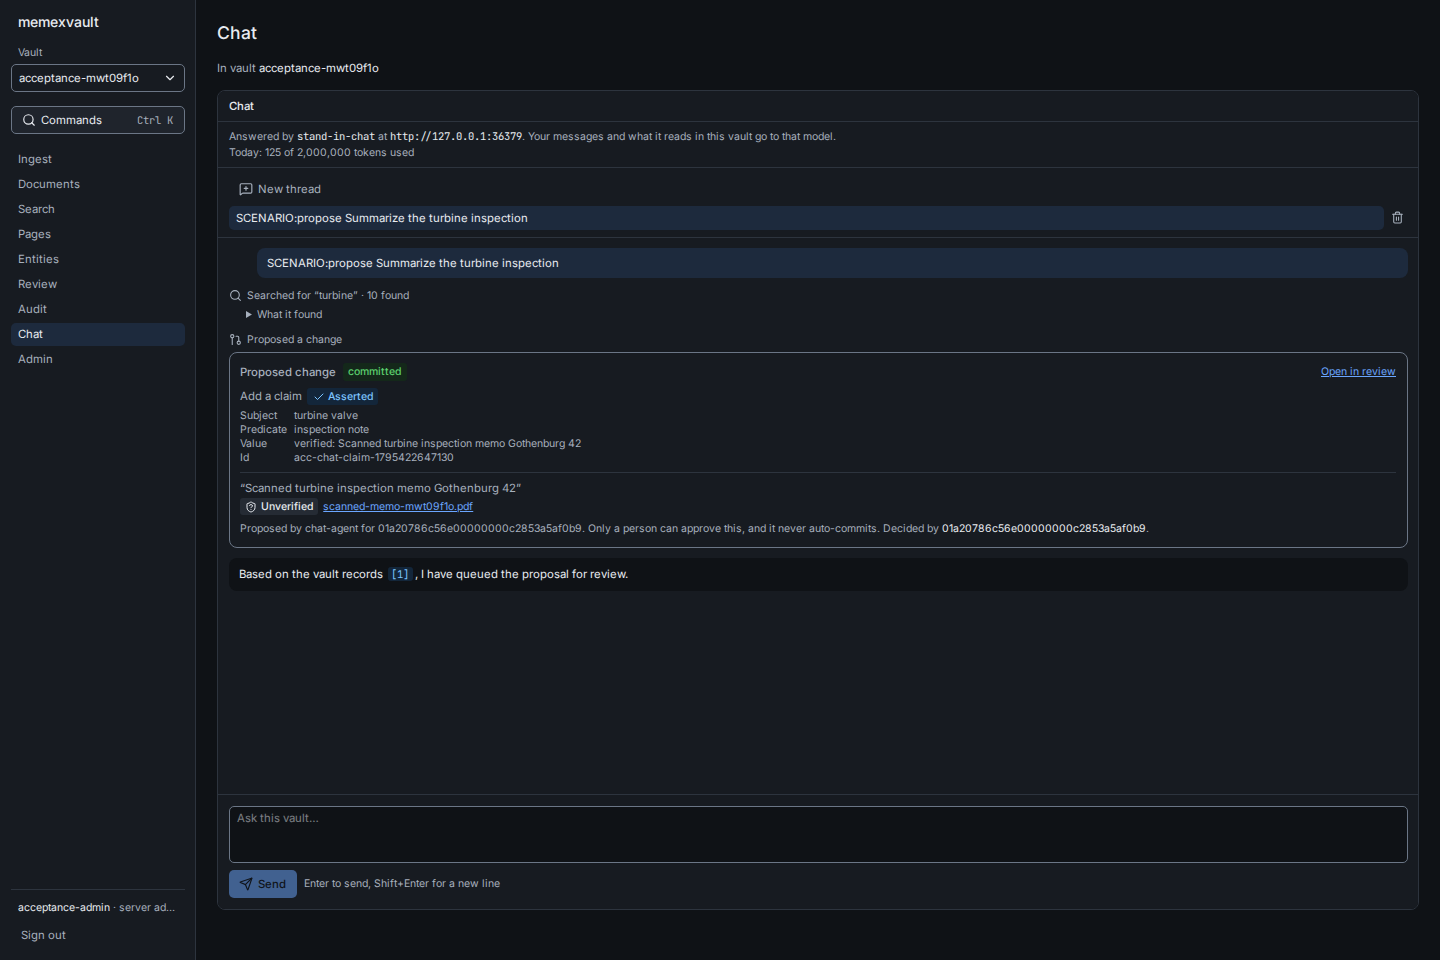 memexvault
Vault
acceptance-mwt09f1o
Commands Ctrl K
Ingest
Documents
Search
Pages
Entities
Review
Audit
Chat
Admin
acceptance-admin · server ad...
Sign out
Chat
In vault acceptance-mwt09f1o
Chat
Answered by stand-in-chat at http://127.0.0.1:36379. Your messages and what it reads in this vault go to that model.
Today: 125 of 2,000,000 tokens used
New thread
SCENARIO:propose Summarize the turbine inspection
SCENARIO:propose Summarize the turbine inspection
Searched for “turbine” · 10 found
What it found
Proposed a change
Proposed change committed Open in review
Add a claim Asserted
Subject turbine valve
Predicate inspection note
Value verified: Scanned turbine inspection memo Gothenburg 42
Id acc-chat-claim-1795422647130
“Scanned turbine inspection memo Gothenburg 42”
Unverified scanned-memo-mwt09f1o.pdf
Proposed by chat-agent for 01a20786c56e00000000c2853a5af0b9. Only a person can approve this, and it never auto-commits. Decided by 01a20786c56e00000000c2853a5af0b9.
Based on the vault records [1] , I have queued the proposal for review.
Ask this vault...
Send Enter to send, Shift+Enter for a new line